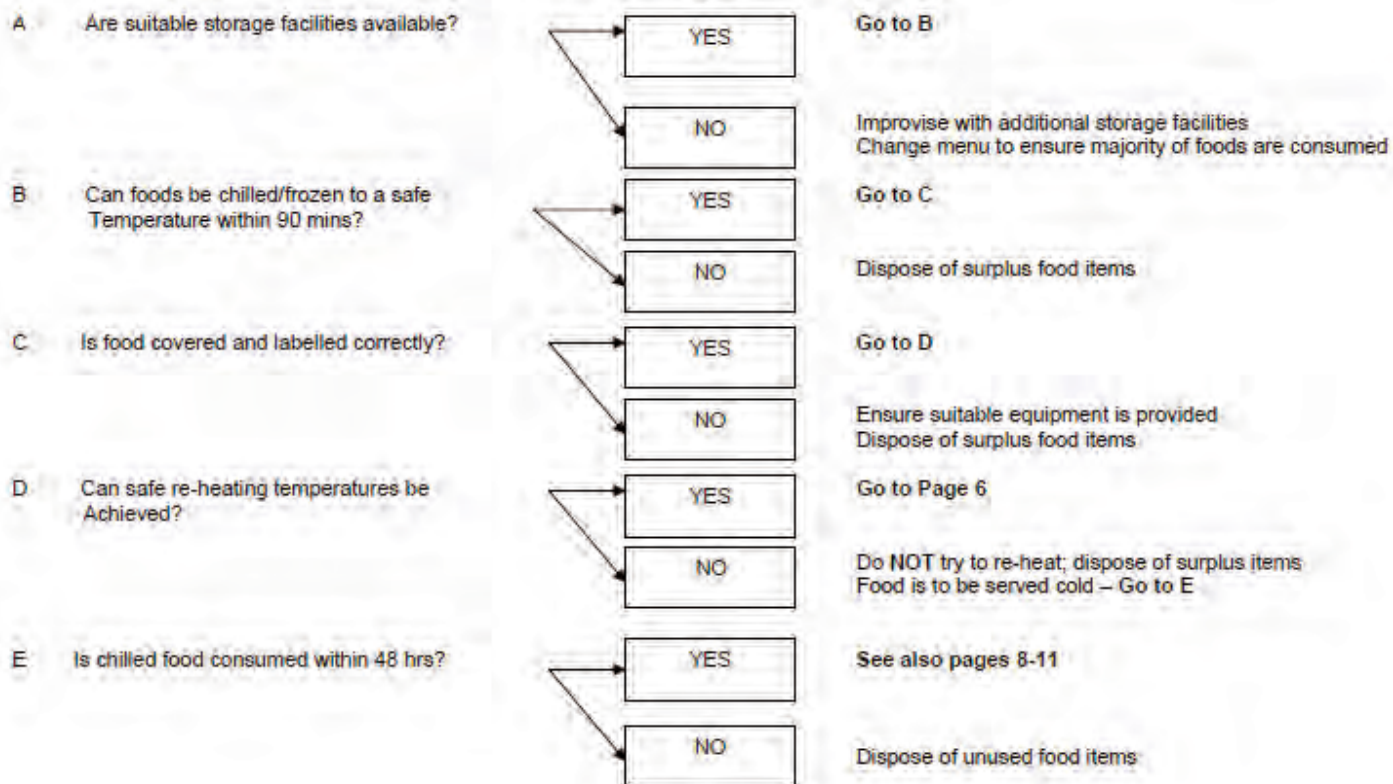 A Are suitable storage facilities available? YES Go to B
NO Improvise with additional storage facilities
Change menu to ensure majority of foods are consumed
B Can foods be chilled/frozen to a safe YES Go to C
Temperature within 90 mins?
NO Dispose of surplus food items
C Is food covered and labelled correctly? YES Go to D
NO Ensure suitable equipment is provided
Dispose of surplus food items
D Can safe re-heating temperatures be YES Go to Page 6
Achieved?
NO Do NOT try to re-heat; dispose of surplus items
Food is to be served cold – Go to E
E Is chilled food consumed within 48 hrs? YES See also pages 8-11
NO Dispose of unused food items